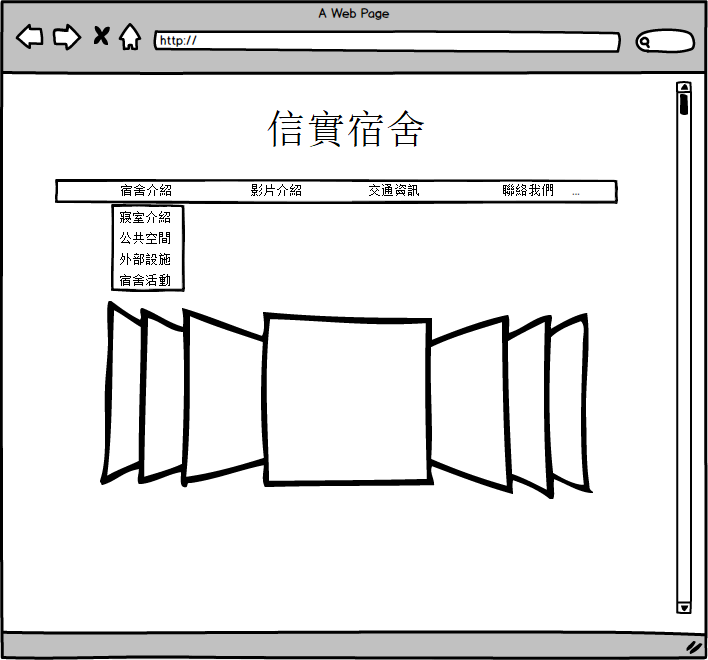 A Web Page
http://
信實宿舍
宿舍介紹 影片介紹 交通資訊 聯絡我們 ...
寢室介紹
公共空間
外部設施
宿舍活動